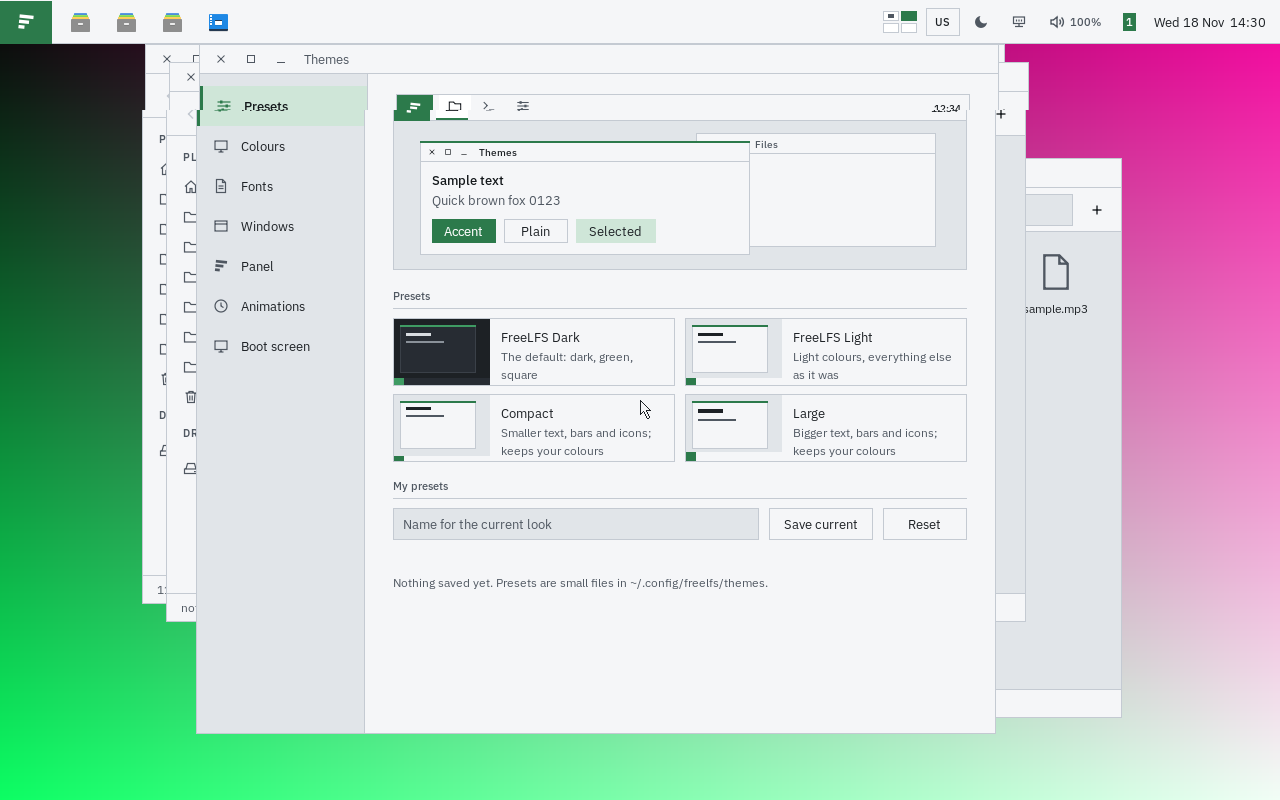 US
100%
1
Wed 18 Nov 14:30
Themes
Presets
Colours
Fonts
Windows
Panel
Animations
Boot screen
12:34
Themes
Files
Sample text
Quick brown fox 0123
Accent
Plain
Selected
Presets
FreeLFS Dark
The default: dark, green,
square
FreeLFS Light
Light colours, everything else
as it was
Compact
Smaller text, bars and icons;
keeps your colours
Large
Bigger text, bars and icons;
keeps your colours
My presets
Name for the current look
Save current
Reset
Nothing saved yet. Presets are small files in ~/.config/freelfs/themes.
sample.mp3
PL
DR